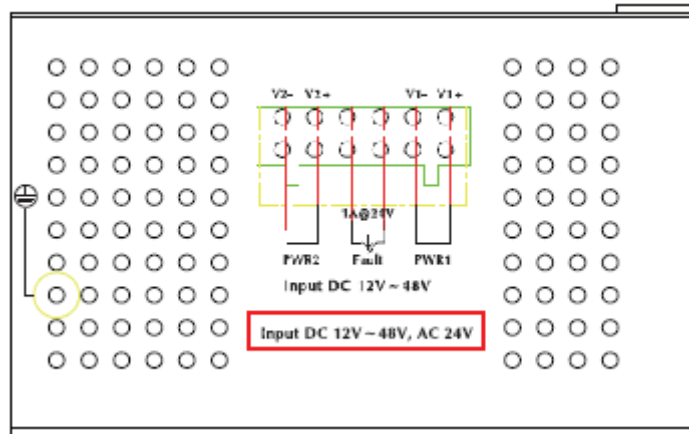 V2- V2+ V1- V1+
1A@24V
PWR2 Fault PWR1
Input DC 12V~48V
Input DC 12V~48V, AC 24V